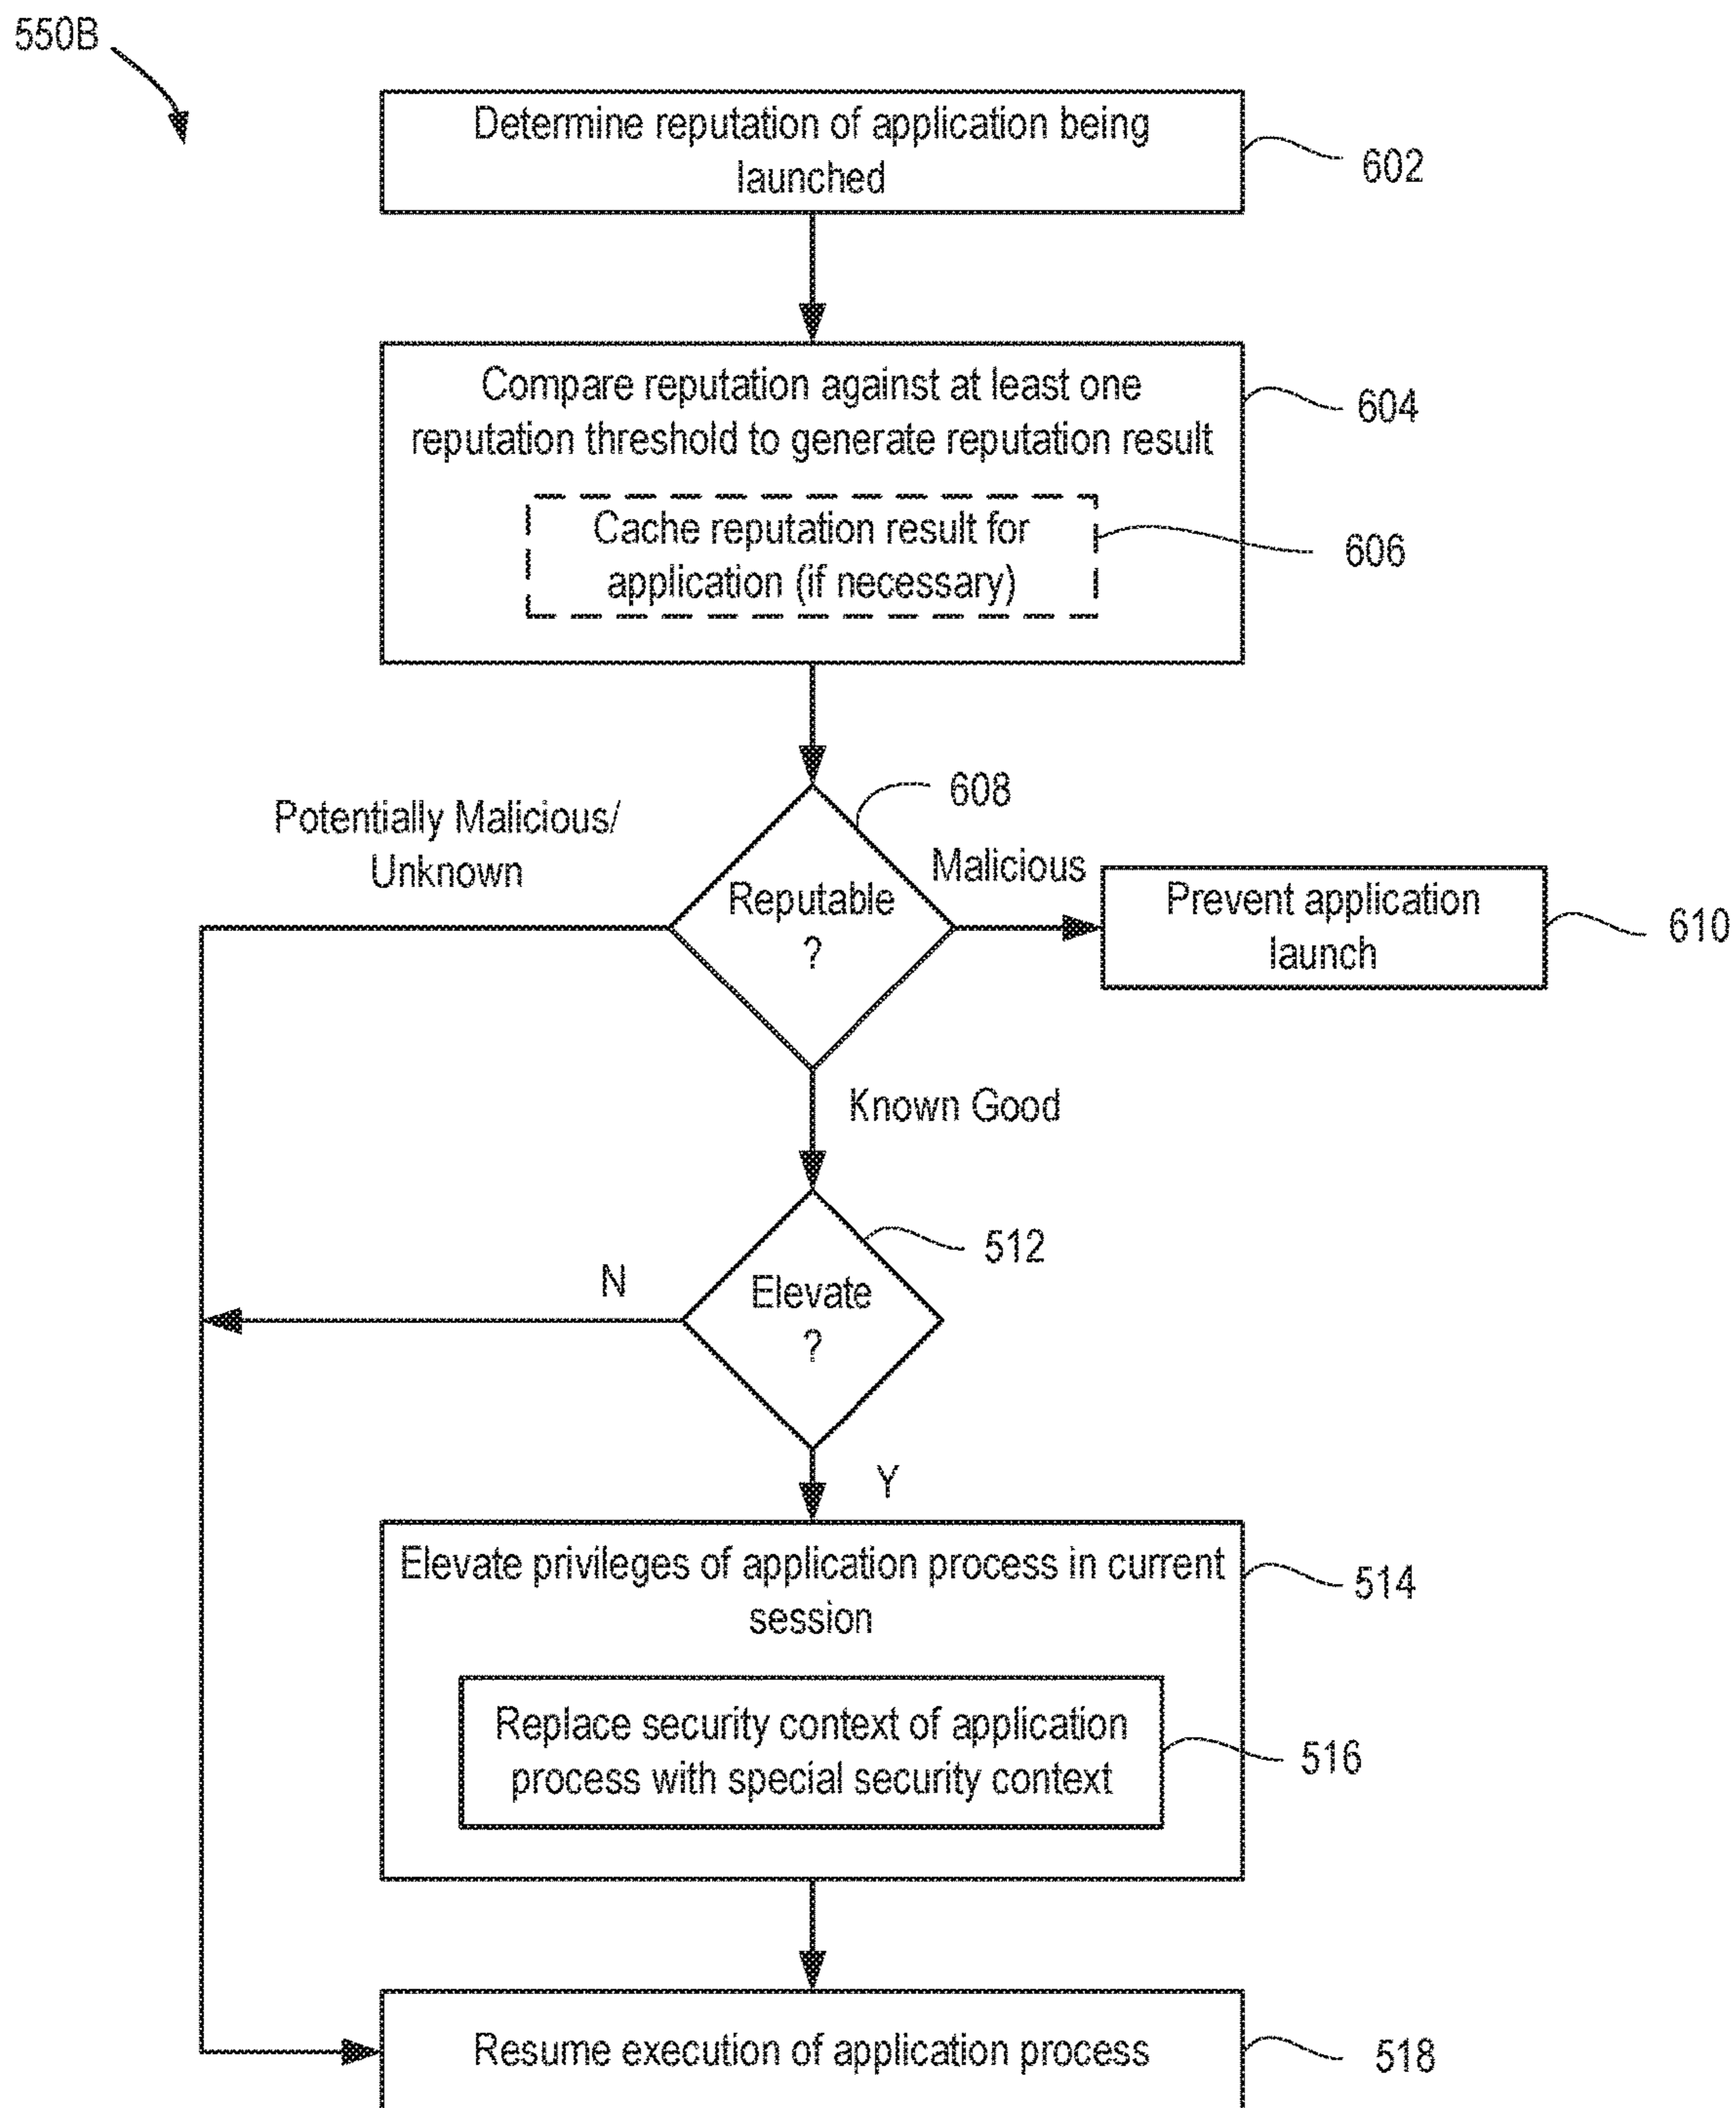 550B
Determine reputation of application being
launched
602
Compare reputation against at least one
reputation threshold to generate reputation result
604
Cache reputation result for
application (if necessary)
606
608
Potentially Malicious/
Unknown
Reputable
?
Malicious
Prevent application
launch
610
Known Good
512
Elevate
?
N
Y
Elevate privileges of application process in current
session
514
Replace security context of application
process with special security context
516
Resume execution of application process
518